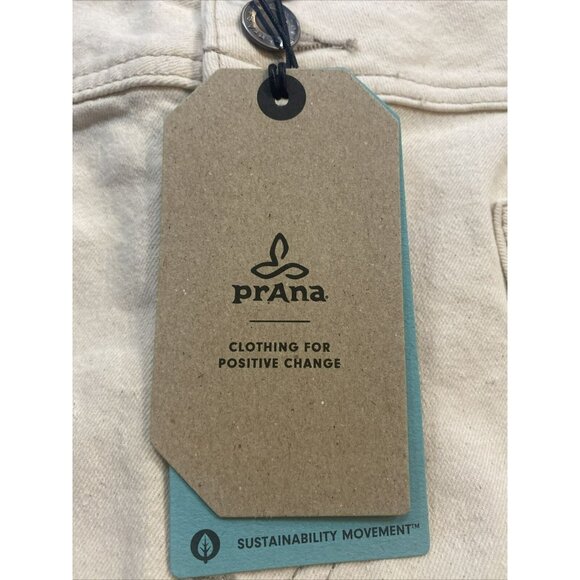 prAna
CLOTHING FOR
POSITIVE CHANGE
SUSTAINABILITY MOVEMENT™